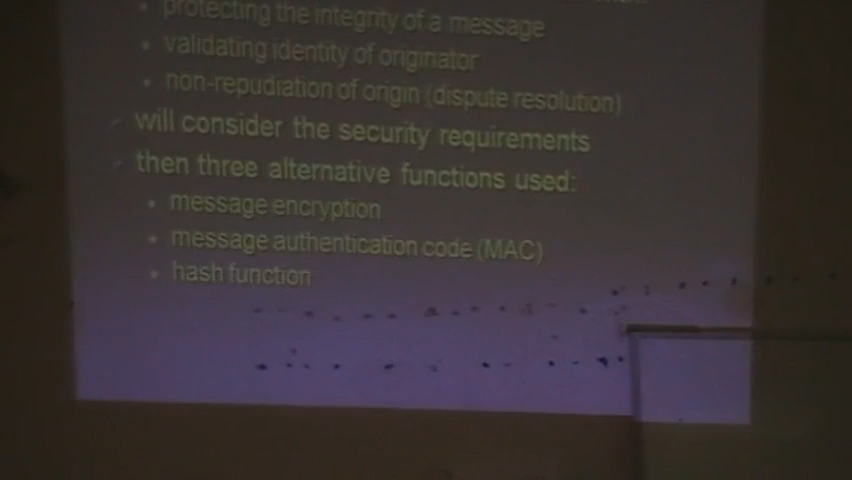 protecting the integrity of a message
validating identity of originator
non-repudiation of origin (dispute resolution)
will consider the security requirements
then three alternative functions used:
message encryption
message authentication code (MAC)
hash function